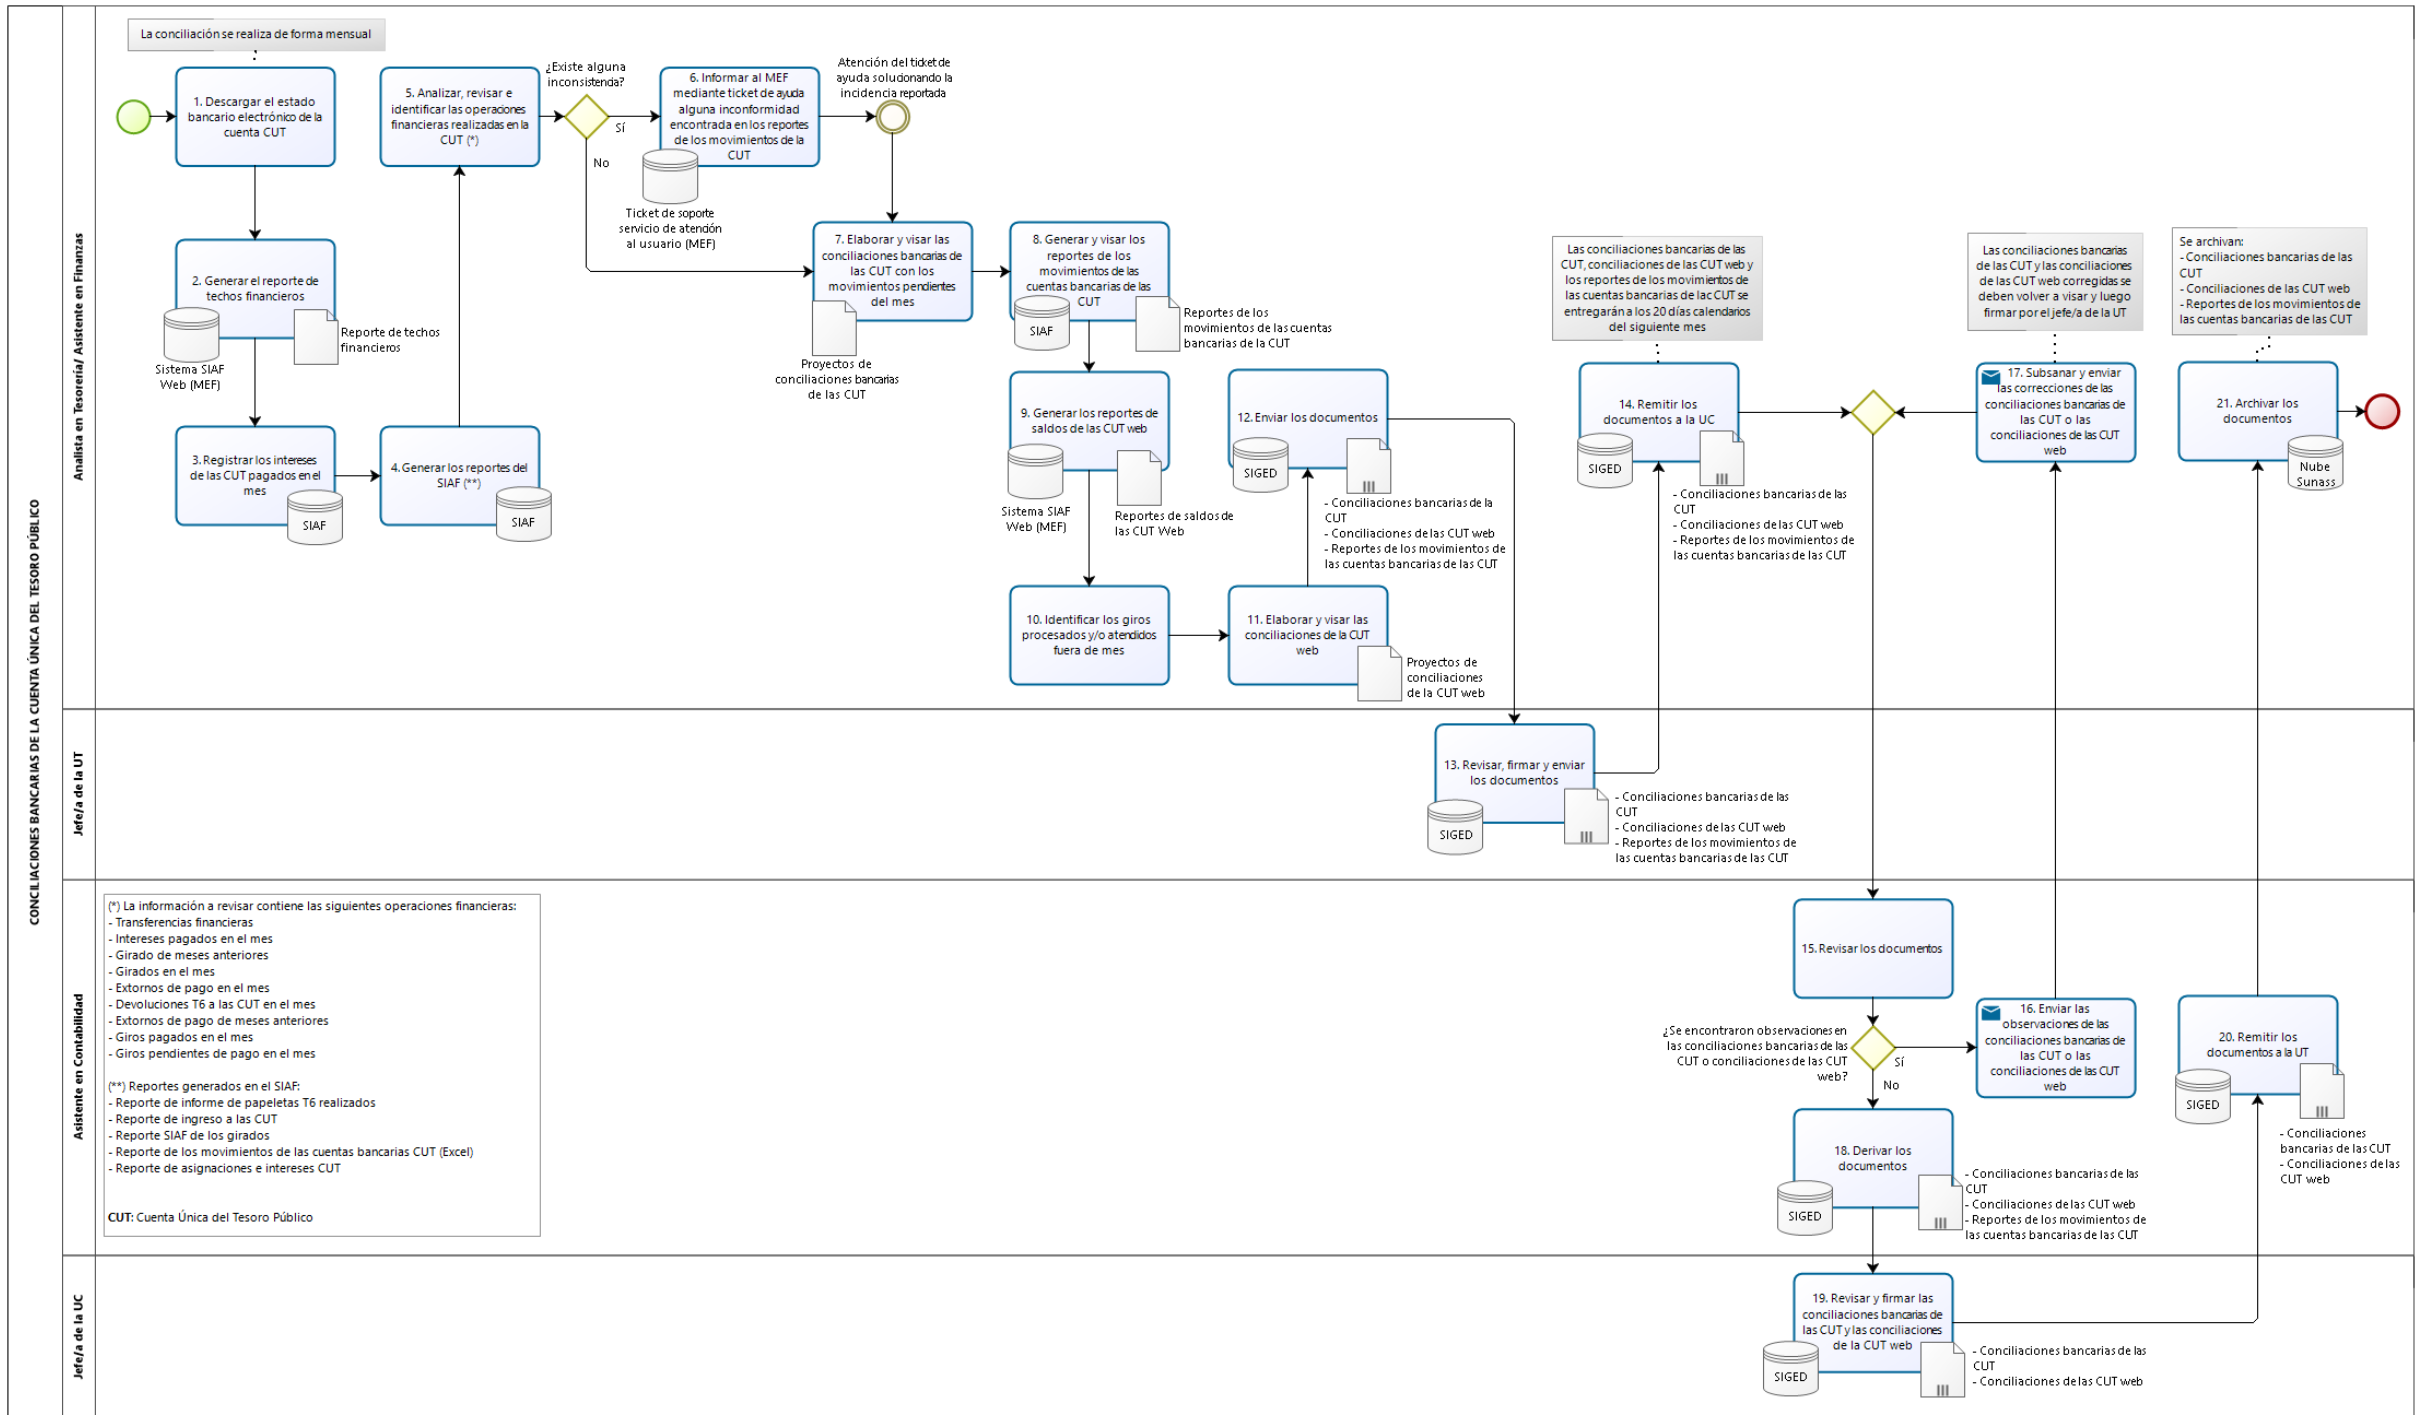 CONCILIACIONES BANCARIAS DE LA CUENTA ÚNICA DEL TESORO PÚBLICO
Analista en Tesorería/ Asistente en Finanzas
La conciliación se realiza de forma mensual
1. Descargar el estado
bancario electrónico de la
cuenta CUT
2. Generar el reporte de
techos financieros
Sistema SIAF
Web (MEF)
Reporte de techos
financieros
3. Registrar los intereses
de las CUT pagados en el
mes
SIAF
4. Generar los reportes del
SIAF (**)
SIAF
5. Analizar, revisar e
identificar las operaciones
financieras realizadas en la
CUT (*)
¿Existe alguna
inconsistencia?
Sí
No
6. Informar al MEF
mediante ticket de ayuda
alguna inconformidad
encontrada en los reportes
de los movimientos de la
CUT
Ticket de soporte
servicio de atención
al usuario (MEF)
Atención del ticket de
ayuda solucionando la
incidencia reportada
7. Elaborar y visar las
conciliaciones bancarias de
las CUT con los
movimientos pendientes
del mes
Proyectos de
conciliaciones bancarias
de las CUT
8. Generar y visar los
reportes de los
movimientos de las
cuentas bancarias de las
CUT
SIAF
Reportes de los
movimientos de las cuentas
bancarias de la CUT
9. Generar los reportes de
saldos de las CUT web
Sistema SIAF
Web (MEF)
Reportes de saldos de
las CUT Web
10. Identificar los giros
procesados y/o atendidos
fuera de mes
11. Elaborar y visar las
conciliaciones de la CUT
web
Proyectos de
conciliaciones
de la CUT web
12. Enviar los documentos
SIGED
- Conciliaciones bancarias de la
CUT
- Conciliaciones de las CUT web
- Reportes de los movimientos de
las cuentas bancarias de las CUT
Las conciliaciones bancarias de las
CUT, conciliaciones de las CUT web y
los reportes de los movimientos de
las cuentas bancarias de lac CUT se
entregarán a los 20 días calendarios
del siguiente mes
14. Remitir los
documentos a la UC
SIGED
- Conciliaciones bancarias de las
CUT
- Conciliaciones de las CUT web
- Reportes de los movimientos de
las cuentas bancarias de las CUT
Las conciliaciones bancarias
de las CUT y las conciliaciones
de las CUT web corregidas se
deben volver a visar y luego
firmar por el jefe/a de la UT
17. Subsanar y enviar
las correcciones de las
conciliaciones bancarias de
las CUT o las
conciliaciones de las CUT
web
Se archivan:
- Conciliaciones bancarias de las
CUT
- Conciliaciones de las CUT web
- Reportes de los movimientos de
las cuentas bancarias de las CUT
21. Archivar los
documentos
Nube
Sunass
Jefe/a de la UT
13. Revisar, firmar y enviar
los documentos
SIGED
- Conciliaciones bancarias de las
CUT
- Conciliaciones de las CUT web
- Reportes de los movimientos de
las cuentas bancarias de las CUT
Asistente en Contabilidad
(*) La información a revisar contiene las siguientes operaciones financieras:
- Transferencias financieras
- Intereses pagados en el mes
- Girado de meses anteriores
- Girados en el mes
- Extornos de pago en el mes
- Devoluciones T6 a las CUT en el mes
- Extornos de pago de meses anteriores
- Giros pagados en el mes
- Giros pendientes de pago en el mes
(**) Reportes generados en el SIAF:
- Reporte de informe de papeletas T6 realizados
- Reporte de ingreso a las CUT
- Reporte SIAF de los girados
- Reporte de los movimientos de las cuentas bancarias CUT (Excel)
- Reporte de asignaciones e intereses CUT
CUT: Cuenta Única del Tesoro Público
15. Revisar los documentos
¿Se encontraron observaciones en
las conciliaciones bancarias de las
CUT o conciliaciones de las CUT
web?
Sí
No
16. Enviar las
observaciones de las
conciliaciones bancarias de
las CUT o las
conciliaciones de las CUT
web
18. Derivar los
documentos
SIGED
- Conciliaciones bancarias de las
CUT
- Conciliaciones de las CUT web
- Reportes de los movimientos de
las cuentas bancarias de las CUT
20. Remitir los
documentos a la UT
SIGED
- Conciliaciones
bancarias de las CUT
- Conciliaciones de las
CUT web
Jefe/a de la UC
19. Revisar y firmar las
conciliaciones bancarias de
las CUT y las conciliaciones
de la CUT web
SIGED
- Conciliaciones bancarias de las
CUT
- Conciliaciones de las CUT web